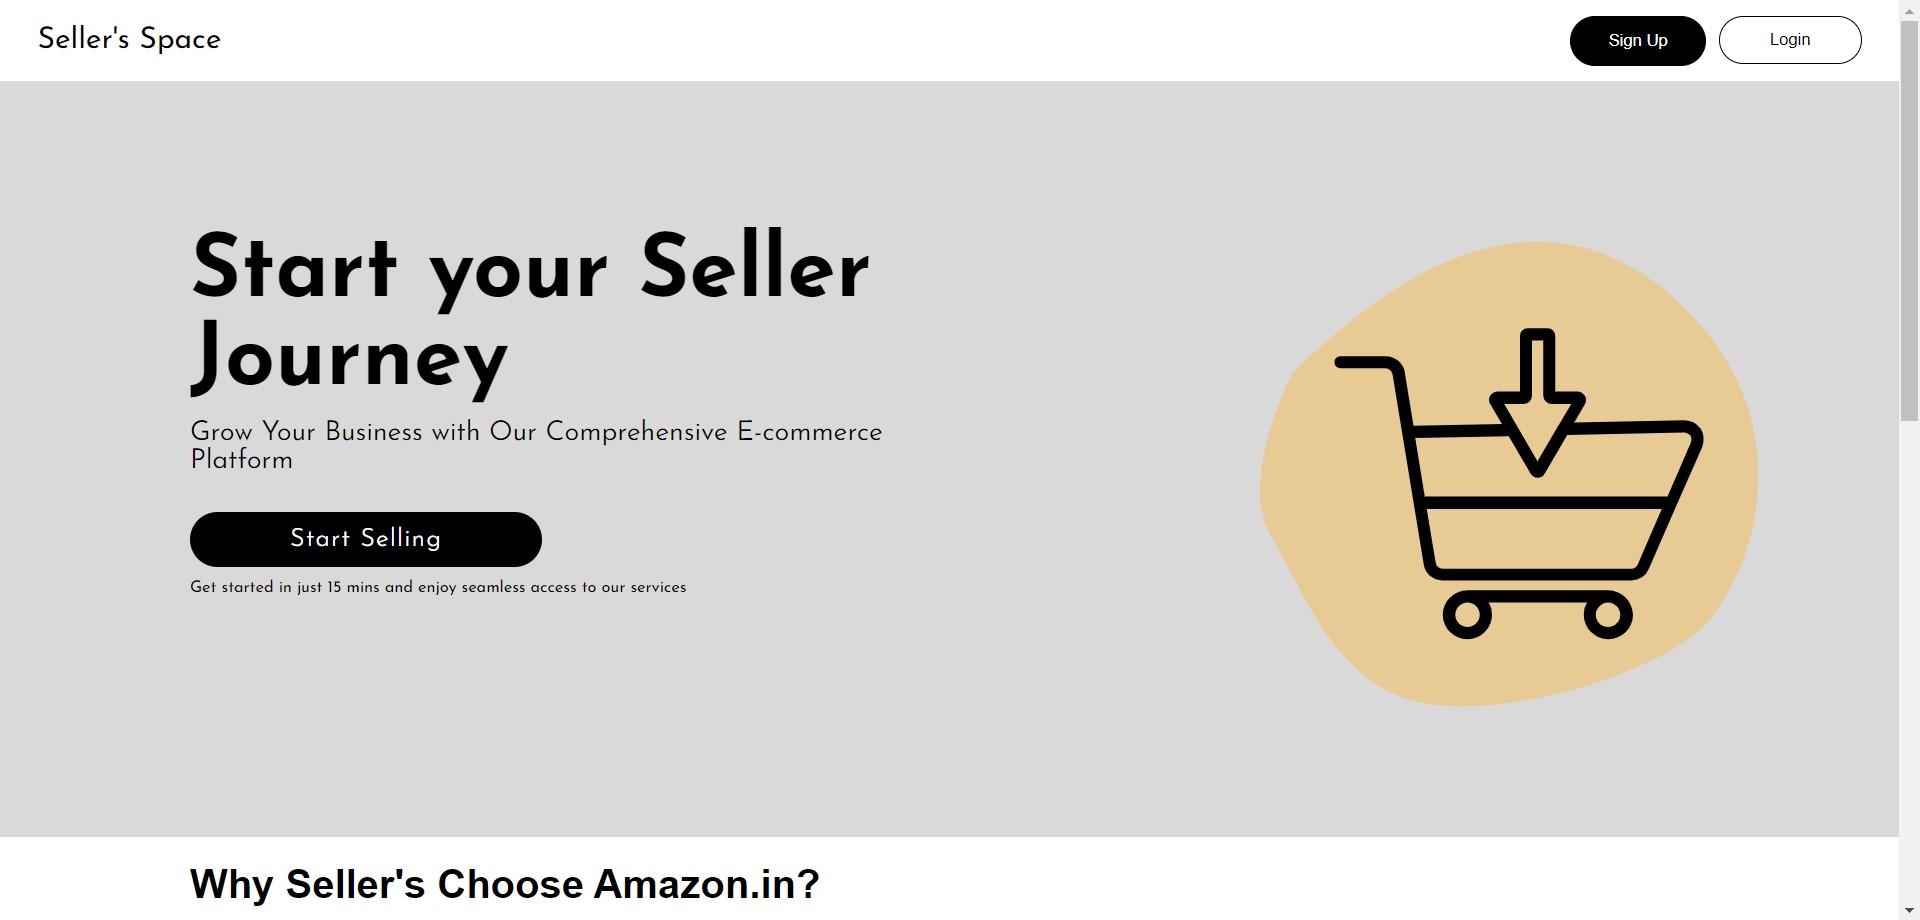 Seller's Space
Sign Up
Login
Start your Seller
Journey
Grow Your Business with Our Comprehensive E-commerce
Platform
Start Selling
Get started in just 15 mins and enjoy seamless access to our services
Why Seller's Choose Amazon.in?